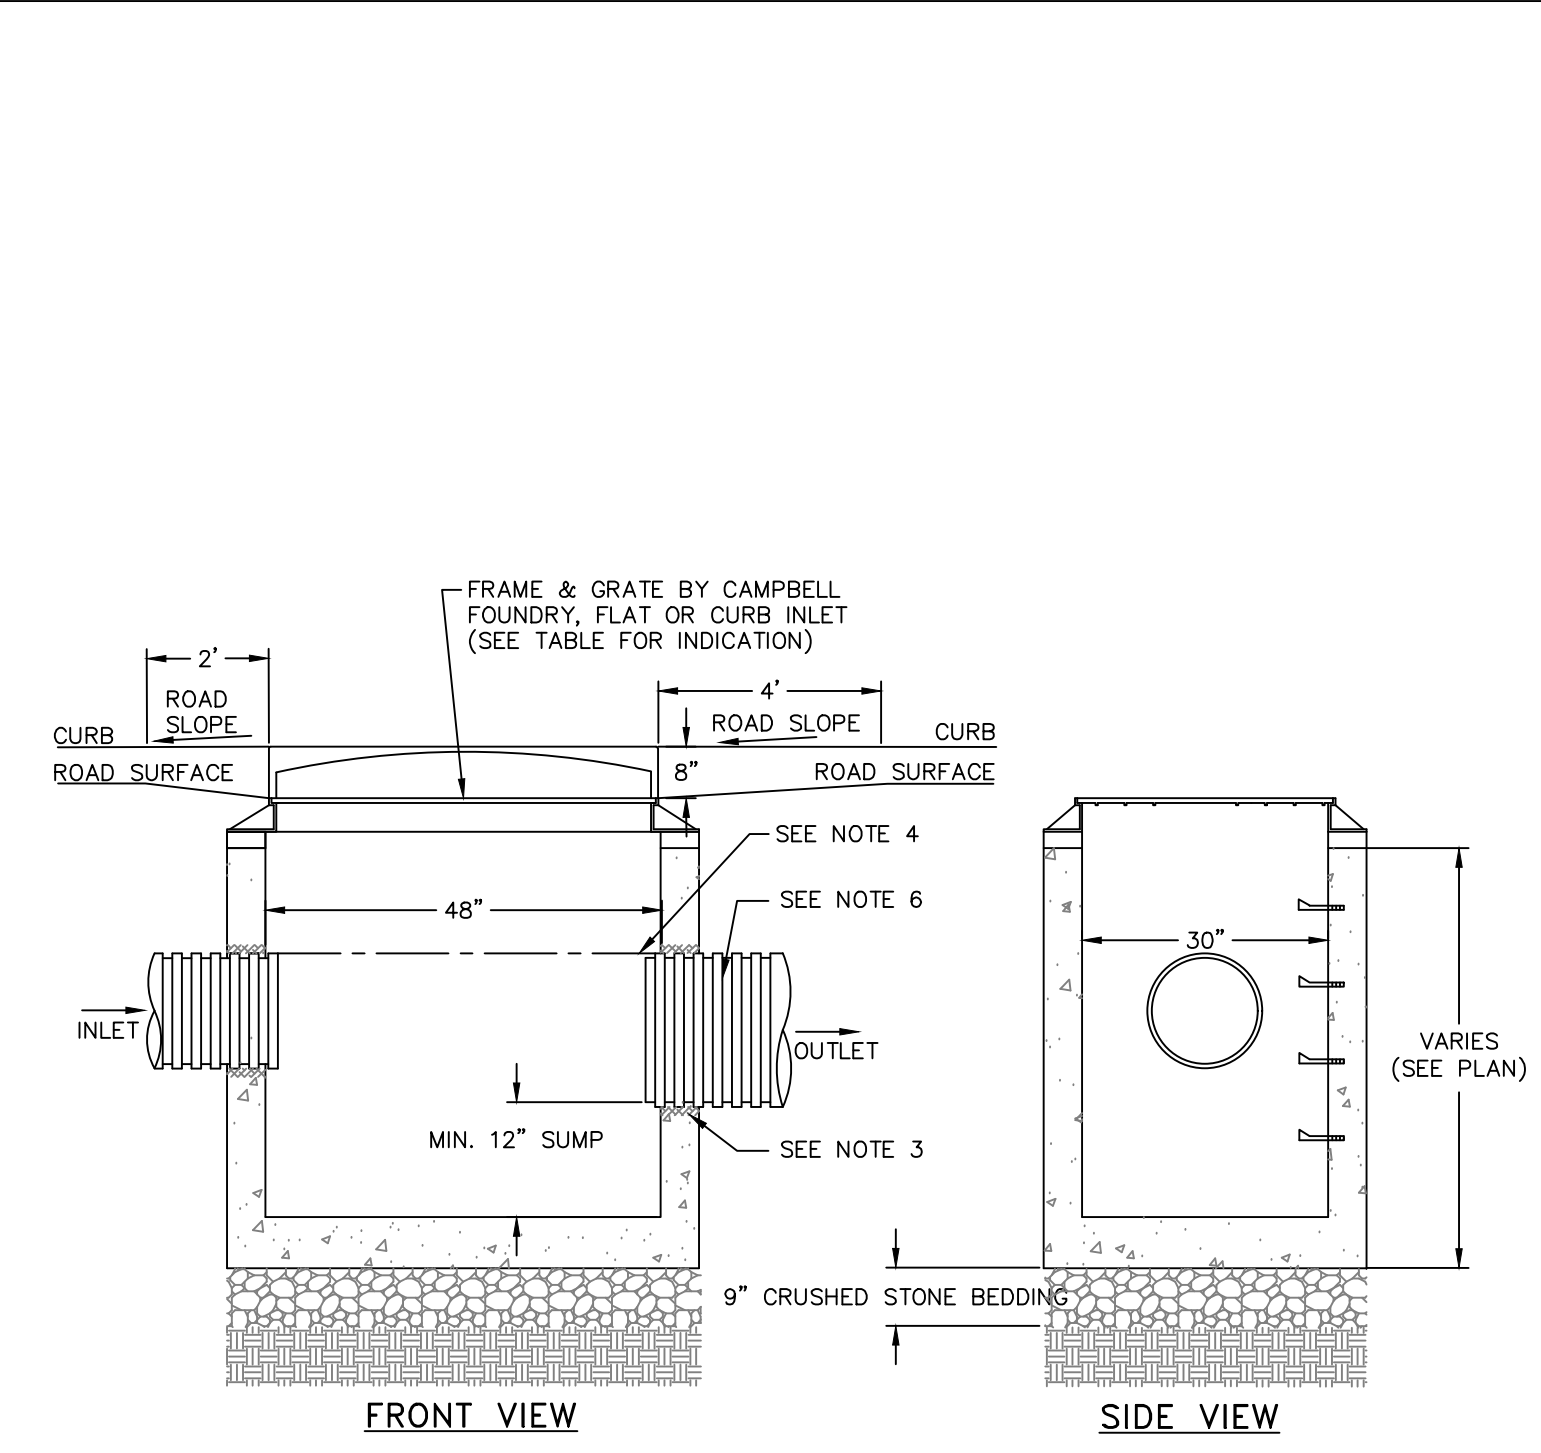 FRAME & GRATE BY CAMPBELL
FOUNDRY, FLAT OR CURB INLET
(SEE TABLE FOR INDICATION)
2'
4'
ROAD
SLOPE
ROAD SLOPE
CURB
CURB
ROAD SURFACE
8"
ROAD SURFACE
SEE NOTE 4
SEE NOTE 6
48"
30"
INLET
OUTLET
VARIES
(SEE PLAN)
MIN. 12" SUMP
SEE NOTE 3
9" CRUSHED STONE BEDDING
FRONT VIEW
SIDE VIEW